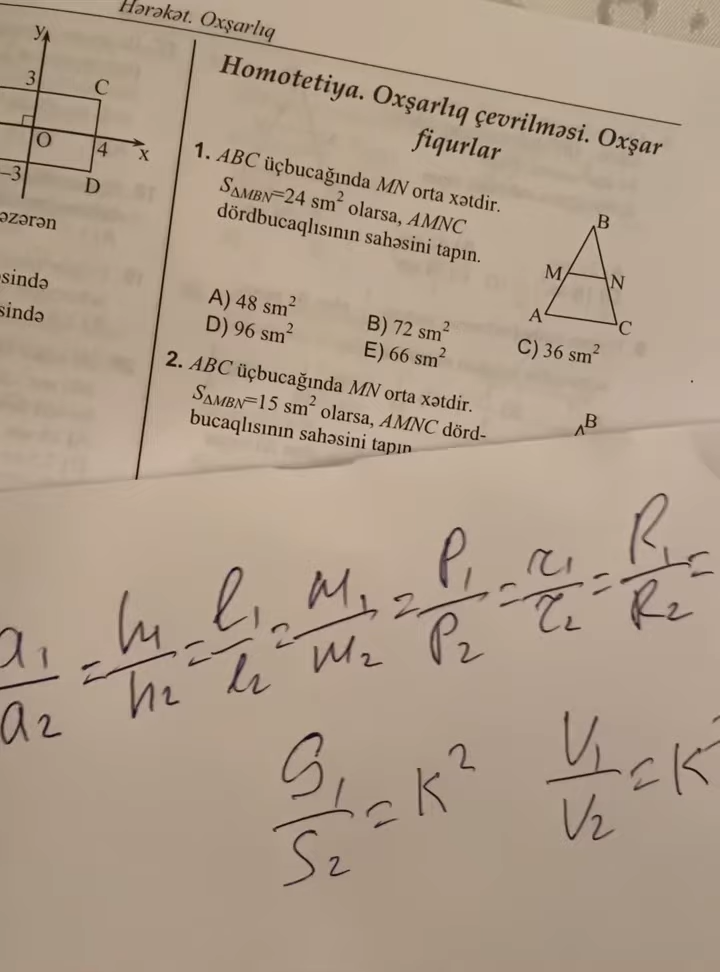 Hərəkət. Oxşarlıq
y
3
C
O
4
x
–3
D
əzərən
sində
sində
Homotetiya. Oxşarlıq çevrilməsi. Oxşar
fiqurlar
1. ABC üçbucağında MN orta xətdir.
S△MBN=24 sm² olarsa, AMNC
dördbucaqlısının sahəsini tapın.
B
M
N
A
C
A) 48 sm²
B) 72 sm²
C) 36 sm²
D) 96 sm²
E) 66 sm²
2. ABC üçbucağında MN orta xətdir.
S△MBN=15 sm² olarsa, AMNC dörd-
bucaqlısının sahəsini tapın
B
a₁/a₂ = h₁/h₂ = l₁/l₂ = m₁/m₂ = P₁/P₂ = r₁/r₂ = R₁/R₂ =
S₁/S₂ = K²
V₁/V₂ = K